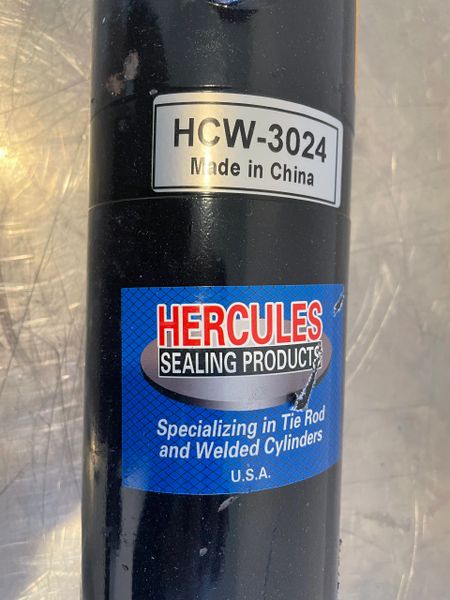 HCW-3024
Made in China
HERCULES
SEALING PRODUCTS
Specializing in Tie Rod
and Welded Cylinders
U.S.A.